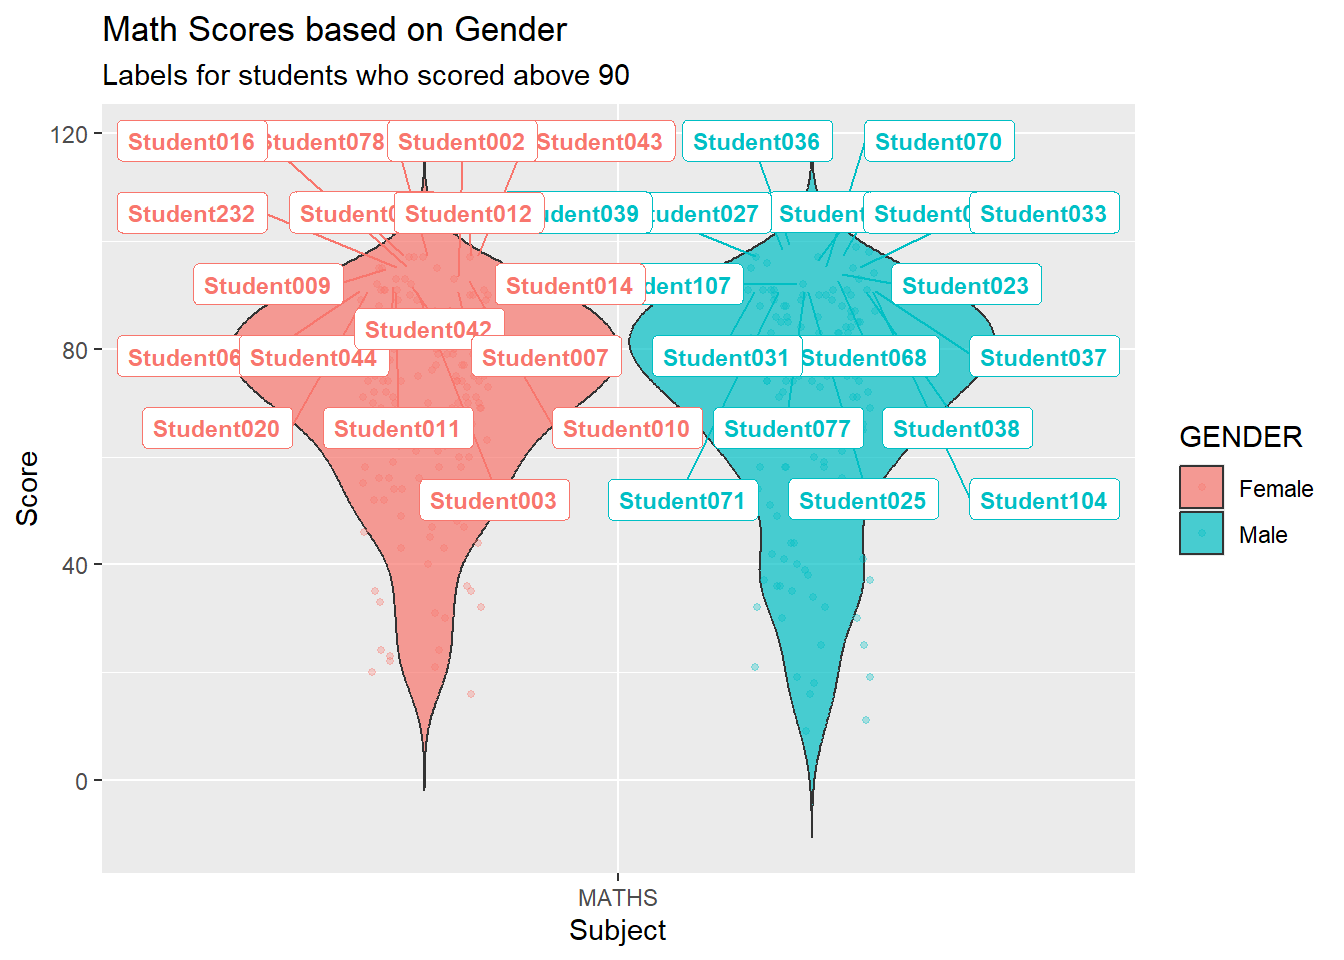 Math Scores based on Gender
Labels for students who scored above 90
120
80
40
0
Score
Student016
Student078
Student002
Student043
Student036
Student070
Student232
Student012
Student033
Student009
Student014
Student023
Student042
Student044
Student007
Student031
Student068
Student037
Student020
Student011
Student010
Student077
Student038
Student003
Student071
Student025
Student104
MATHS
Subject
GENDER
Female
Male